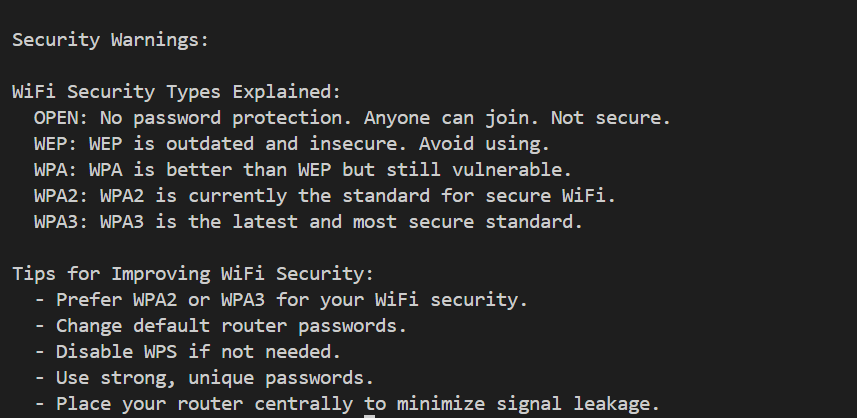 Security Warnings:
WiFi Security Types Explained:
OPEN: No password protection. Anyone can join. Not secure.
WEP: WEP is outdated and insecure. Avoid using.
WPA: WPA is better than WEP but still vulnerable.
WPA2: WPA2 is currently the standard for secure WiFi.
WPA3: WPA3 is the latest and most secure standard.
Tips for Improving WiFi Security:
- Prefer WPA2 or WPA3 for your WiFi security.
- Change default router passwords.
- Disable WPS if not needed.
- Use strong, unique passwords.
- Place your router centrally to minimize signal leakage.